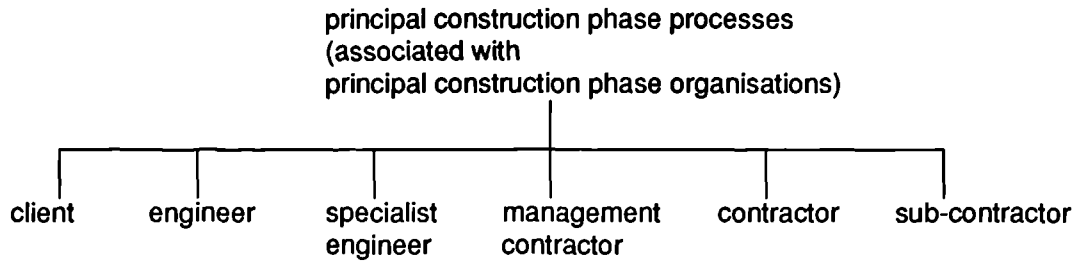 principal construction phase processes
(associated with
principal construction phase organisations)
client engineer specialist management contractor sub-contractor
engineer contractor